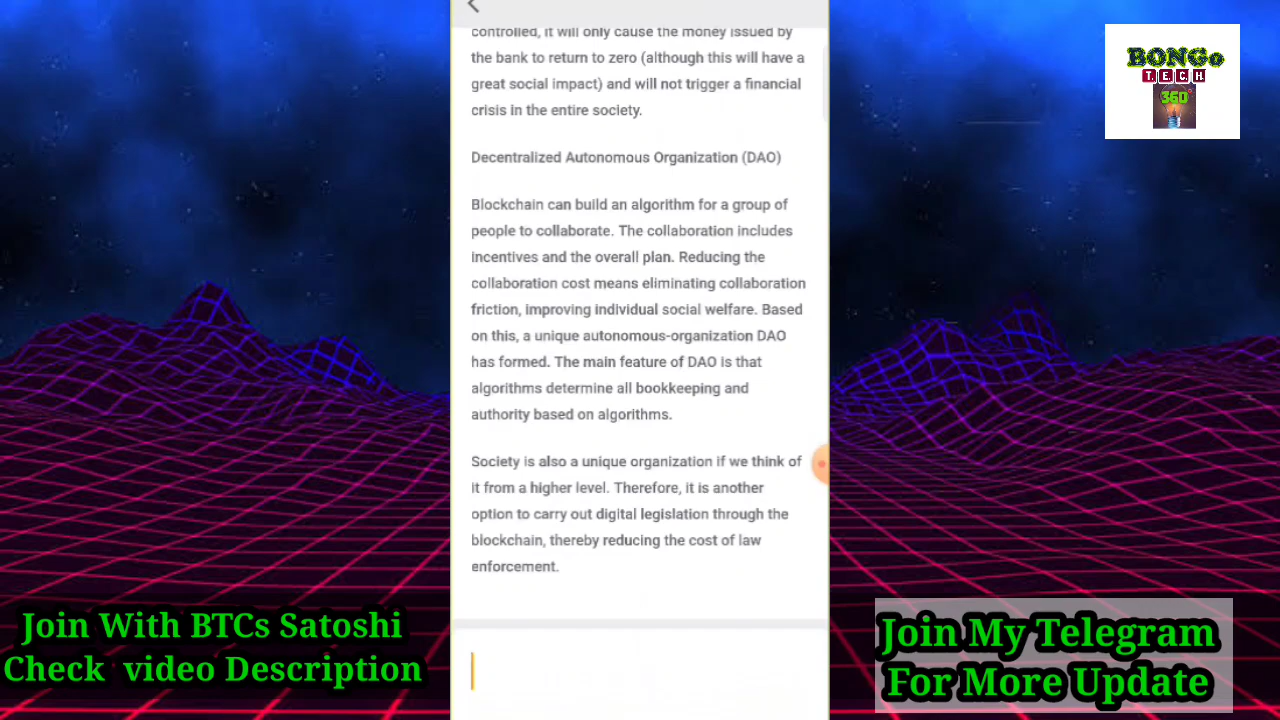 controlled, it will only cause the money issued by
the bank to return to zero (although this will have a
great social impact) and will not trigger a financial
crisis in the entire society.
Decentralized Autonomous Organization (DAO)
Blockchain can build an algorithm for a group of
people to collaborate. The collaboration includes
incentives and the overall plan. Reducing the
collaboration cost means eliminating collaboration
friction, improving individual social welfare. Based
on this, a unique autonomous-organization DAO
has formed. The main feature of DAO is that
algorithms determine all bookkeeping and
authority based on algorithms.
Society is also a unique organization if we think of
it from a higher level. Therefore, it is another
option to carry out digital legislation through the
blockchain, thereby reducing the cost of law
enforcement.
BONGo
T.E.C.H
360°
Join With BTCs Satoshi
Check video Description
Join My Telegram
For More Update